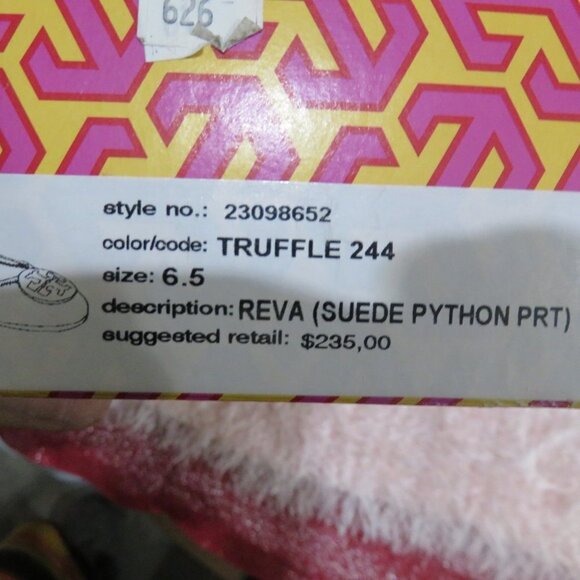 626
style no.: 23098652
color/code: TRUFFLE 244
size: 6.5
description: REVA (SUEDE PYTHON PRT)
suggested retail: $235,00